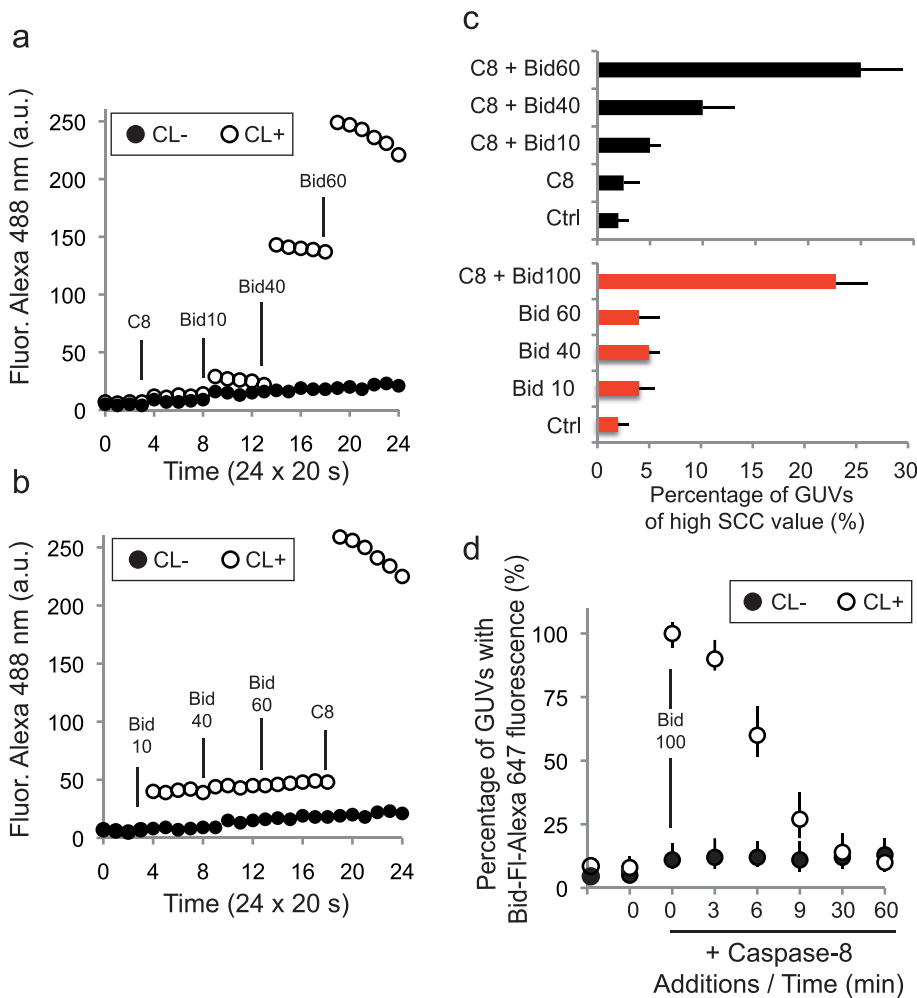 a
CL- CL+
Fluor. Alexa 488 nm (a.u.)
250
200
150
100
50
0
C8
Bid10
Bid40
Bid60
0 4 8 12 16 20 24
Time (24 x 20 s)
b
CL- CL+
Fluor. Alexa 488 nm (a.u.)
250
200
150
100
50
0
Bid
10
Bid
40
Bid
60
C8
0 4 8 12 16 20 24
Time (24 x 20 s)
c
C8 + Bid60
C8 + Bid40
C8 + Bid10
C8
Ctrl
C8 + Bid100
Bid 60
Bid 40
Bid 10
Ctrl
0 5 10 15 20 25 30
Percentage of GUVs
of high SCC value (%)
d
CL- CL+
Percentage of GUVs with
Bid-Fl-Alexa 647 fluorescence (%)
100
75
50
25
0
Bid
100
0 0 3 6 9 30 60
+ Caspase-8
Additions / Time (min)